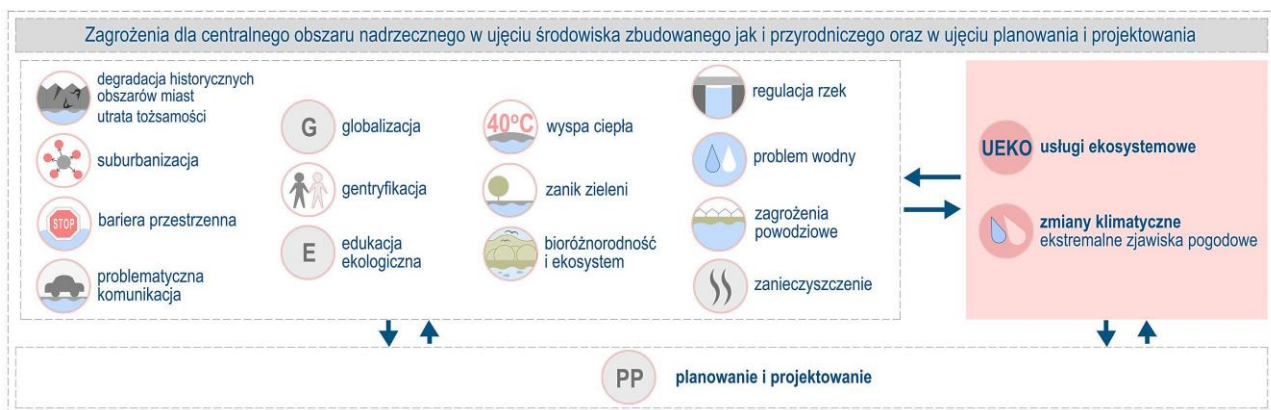 Zagrożenia dla centralnego obszaru nadrzecznego w ujęciu środowiska zbudowanego jak i przyrodniczego oraz w ujęciu planowania i projektowania
degradacja historycznych
obszarów miast
utrata tożsamości
suburbanizacja
STOP
bariera przestrzenna
problematyczna
komunikacja
G
globalizacja
gentryfikacja
E
edukacja
ekologiczna
40°C
wyspa ciepła
zanik zieleni
bioróżnorodność
i ekosystem
regulacja rzek
problem wodny
zagrożenia
powodziowe
zanieczyszczenie
UEKO
usługi ekosystemowe
zmiany klimatyczne
ekstremalne zjawiska pogodowe
PP
planowanie i projektowanie